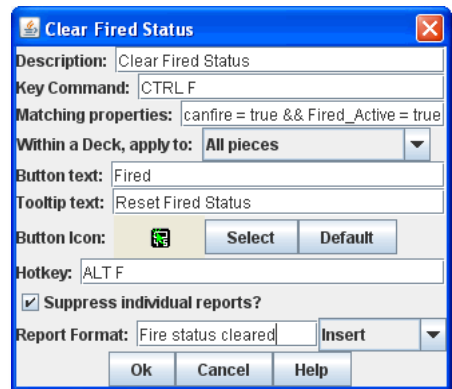 Clear Fired Status
Description: Clear Fired Status
Key Command: CTRL F
Matching properties: canfire = true && Fired_Active = true
Within a Deck, apply to: All pieces
Button text: Fired
Tooltip text: Reset Fired Status
Button Icon: Select Default
Hotkey: ALT F
Suppress individual reports?
Report Format: Fire status cleared Insert
Ok Cancel Help